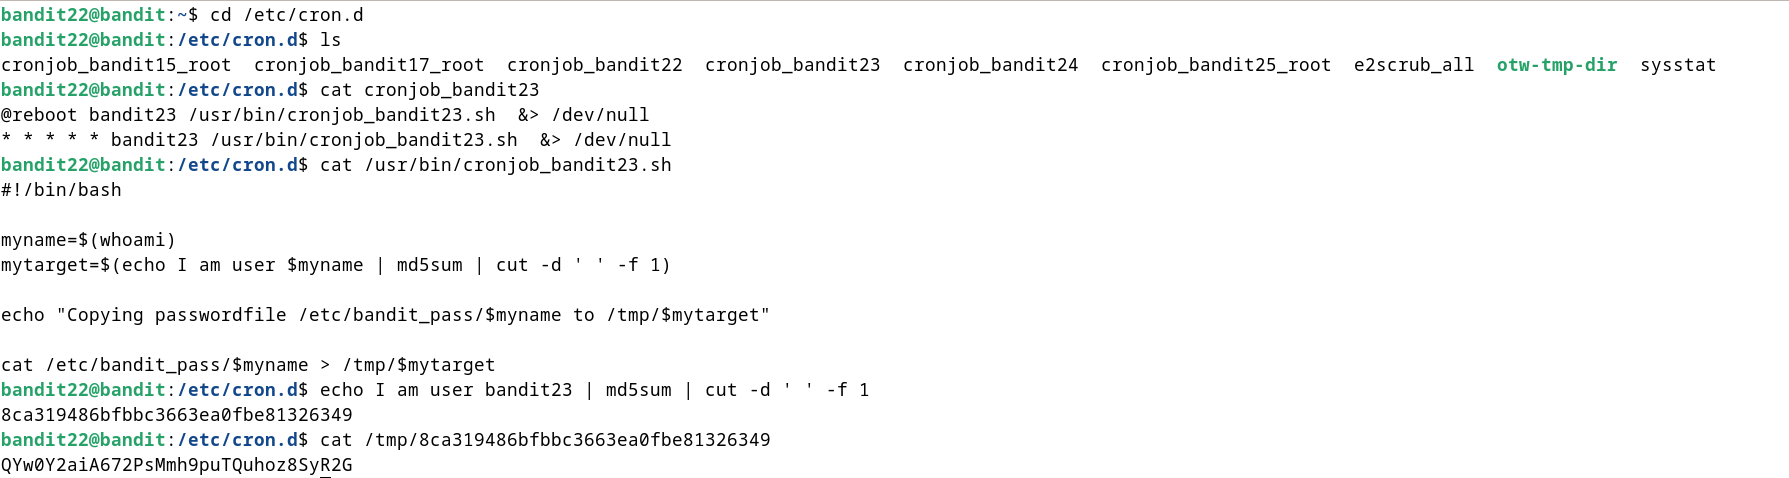 bandit22@bandit:~$ cd /etc/cron.d
bandit22@bandit:/etc/cron.d$ ls
cronjob_bandit15_root  cronjob_bandit17_root  cronjob_bandit22  cronjob_bandit23  cronjob_bandit24  cronjob_bandit25_root  e2scrub_all  otw-tmp-dir  sysstat
bandit22@bandit:/etc/cron.d$ cat cronjob_bandit23
@reboot bandit23 /usr/bin/cronjob_bandit23.sh  &> /dev/null
* * * * * bandit23 /usr/bin/cronjob_bandit23.sh  &> /dev/null
bandit22@bandit:/etc/cron.d$ cat /usr/bin/cronjob_bandit23.sh
#!/bin/bash

myname=$(whoami)
mytarget=$(echo I am user $myname | md5sum | cut -d ' ' -f 1)

echo "Copying passwordfile /etc/bandit_pass/$myname to /tmp/$mytarget"

cat /etc/bandit_pass/$myname > /tmp/$mytarget
bandit22@bandit:/etc/cron.d$ echo I am user bandit23 | md5sum | cut -d ' ' -f 1
8ca319486bfbbc3663ea0fbe81326349
bandit22@bandit:/etc/cron.d$ cat /tmp/8ca319486bfbbc3663ea0fbe81326349
QYw0Y2aiA672PsMmh9puTQuhoz8SyR2G